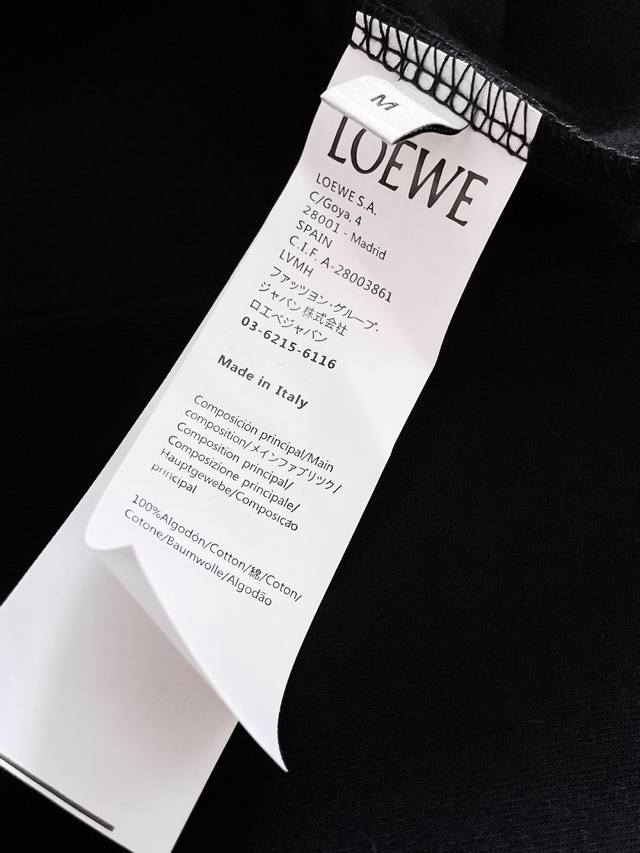 M
LOEWE
LOEWE S.A.
C/Goya, 4
28001 - Madrid
SPAIN
C.I.F. A-28003861
LVMH
ファッツヨン·グループ·
ジャパン株式会社
ロエベジャパン
03-6215-6116
Made in Italy
Composición principal/Main
composition/メインファブリック/
Composition principal/
Composizione principale/
Hauptgewebe/Composicão
principal
100%Algodón/Cotton/綿/Coton/
Cotone/Baumwolle/Algodão